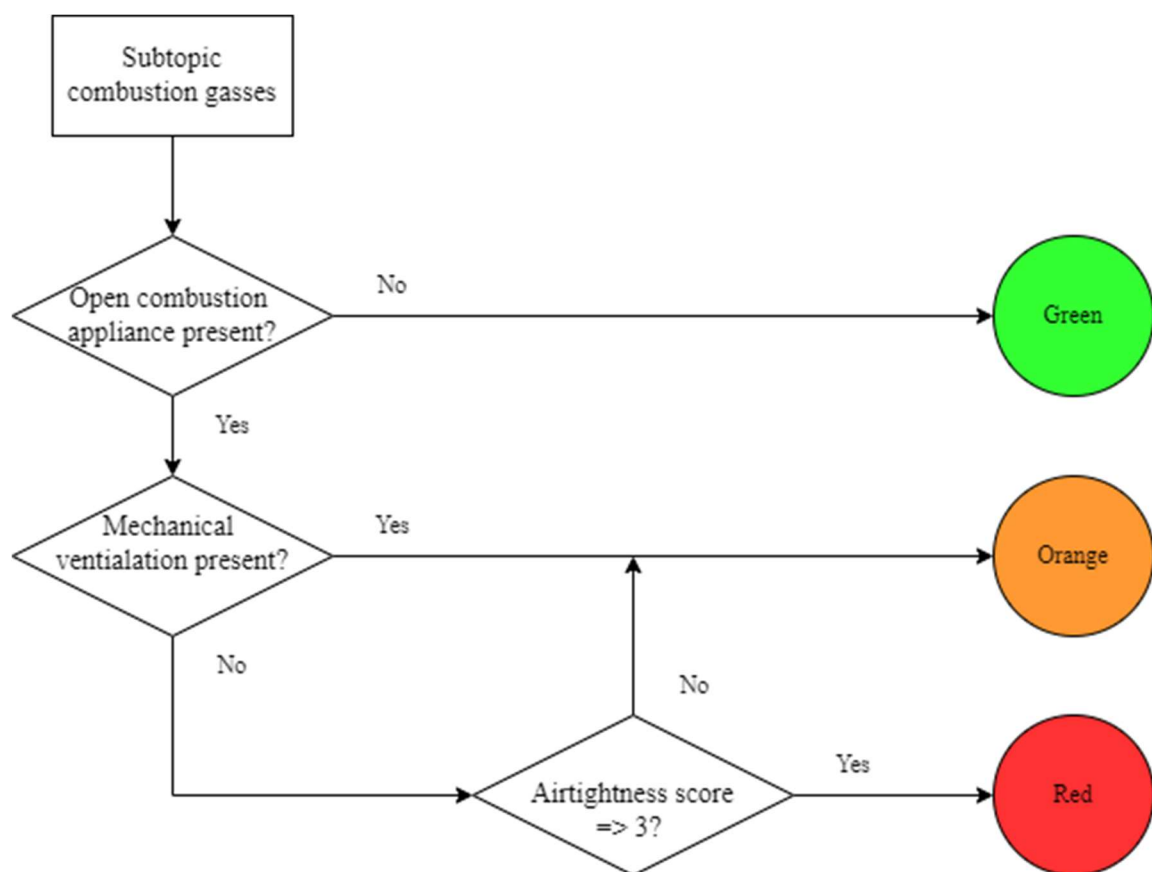 Subtopic
combustion gasses
Open combustion
appliance present?
No
Green
Yes
Mechanical
ventialation present?
Yes
Orange
No
No
Airtightness score
=> 3?
Yes
Red